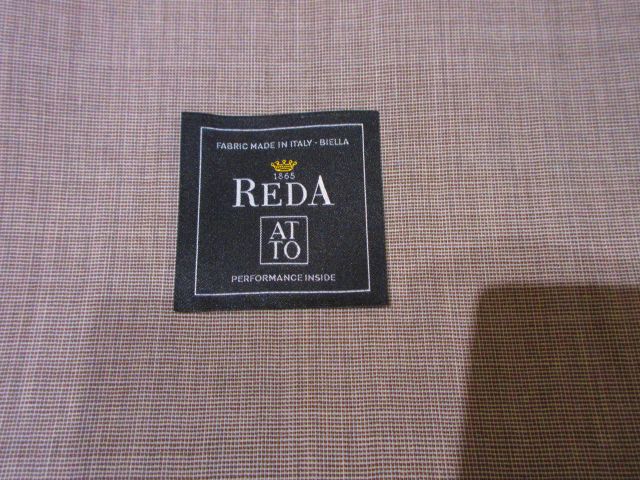 FABRIC MADE IN ITALY · BIELLA
1865
REDA
AT
TO
PERFORMANCE INSIDE